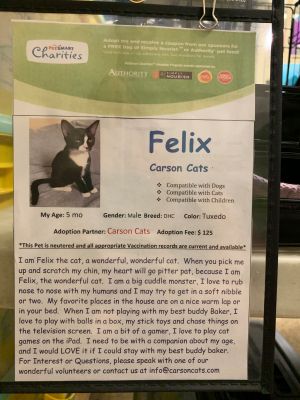 Adopt me and receive a coupon from our sponsors for
a FREE bag of Simply Nourish™ or Authority® pet food!
PETSMART
Charities
AUTHORITY
SIMPLY NOURISH
Felix
Carson Cats
Compatible with Dogs
Compatible with Cats
Compatible with Children
My Age: 5 mo Gender: Male Breed: DHC Color: Tuxedo
Adoption Partner: Carson Cats Adoption Fee: $ 125
*This Pet is neutered and all appropriate Vaccination records are current and available*
I am Felix the cat, a wonderful, wonderful cat. When you pick me
up and scratch my chin, my heart will go pitter pat, because I am
Felix, the wonderful cat. I am a big cuddle monster, I love to rub
nose to nose with my humans and I may try to get in a soft nibble
or two. My favorite places in the house are on a nice warm lap or
in your bed. When I am not playing with my best buddy Baker, I
love to play with balls in a box, my stick toys and chase things on
the television screen. I am a bit of a gamer, I love to play cat
games on the iPad. I need to be with a companion about my age,
and I would LOVE it if I could stay with my best buddy baker.
For Interest or Questions, please speak with one of our
wonderful volunteers or contact us at info@carsoncats.com